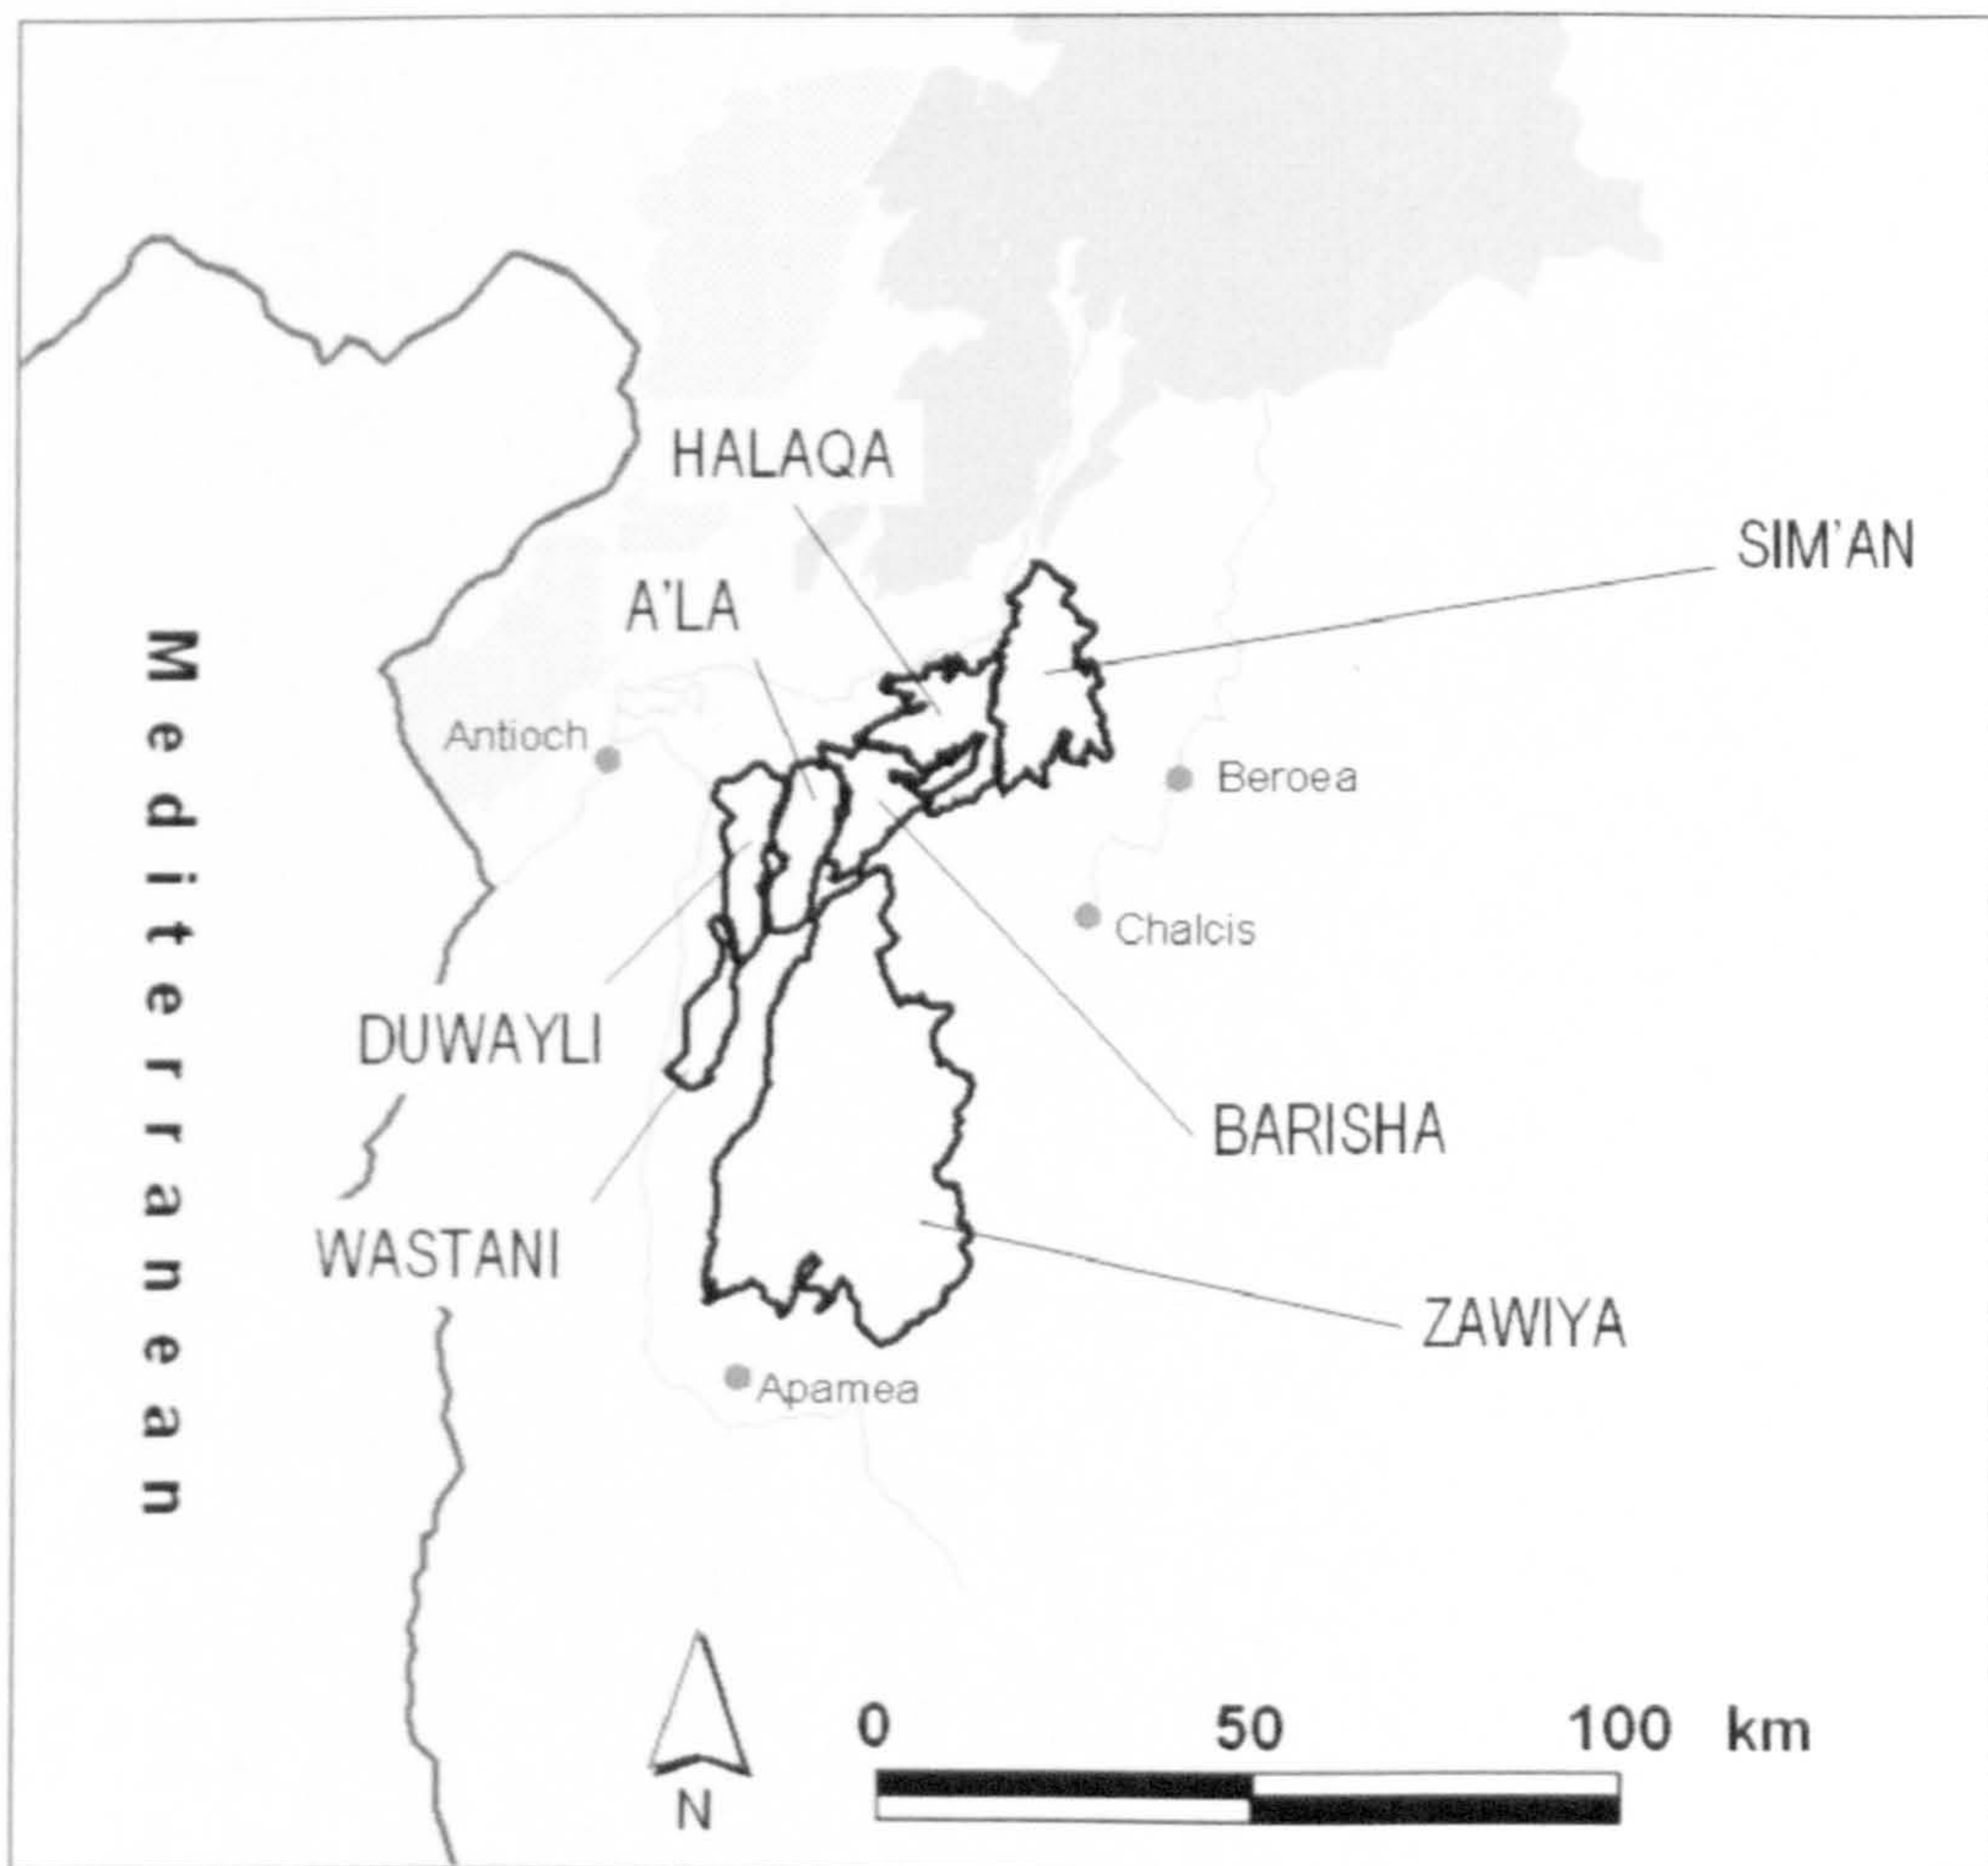 HALAQA
SIM'AN
A'LA
Mediterranean
Antioch
Beroea
Chalcis
DUWAYLI
BARISHA
WASTANI
ZAWIYA
Apamea
0 50 100 km
N